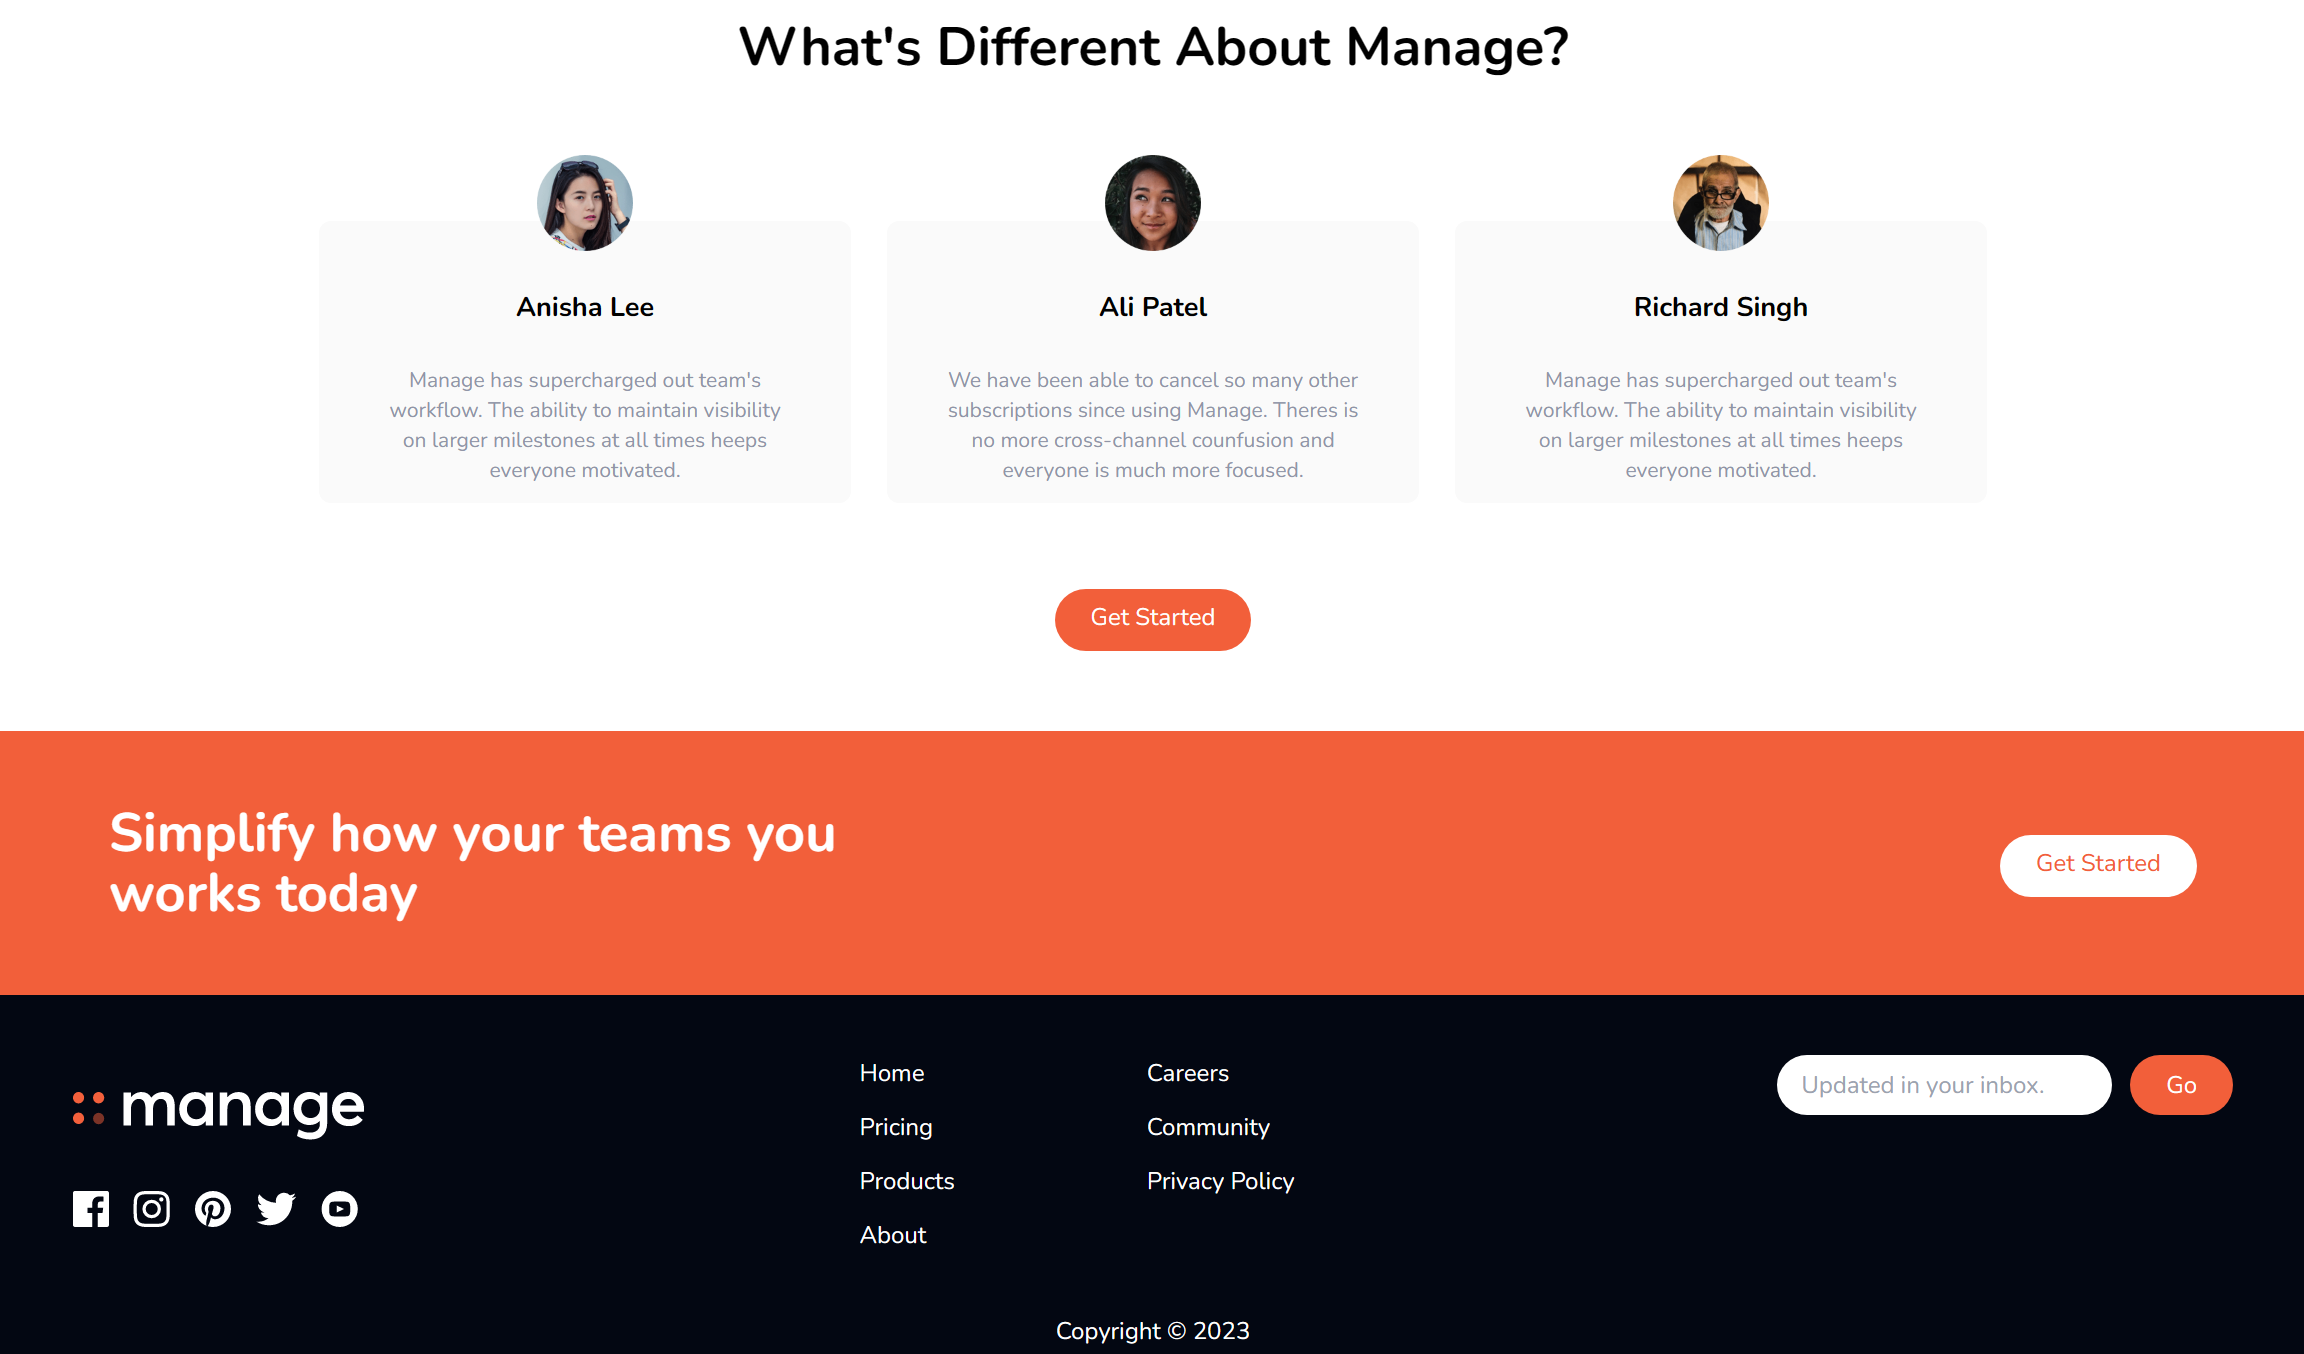 What's Different About Manage?
Anisha Lee
Manage has supercharged out team's
workflow. The ability to maintain visibility
on larger milestones at all times heeps
everyone motivated.
Ali Patel
We have been able to cancel so many other
subscriptions since using Manage. Theres is
no more cross-channel counfusion and
everyone is much more focused.
Richard Singh
Manage has supercharged out team's
workflow. The ability to maintain visibility
on larger milestones at all times heeps
everyone motivated.
Get Started
Simplify how your teams you
works today
Get Started
manage
Home
Pricing
Products
About
Careers
Community
Privacy Policy
Updated in your inbox.
Go
Copyright © 2023